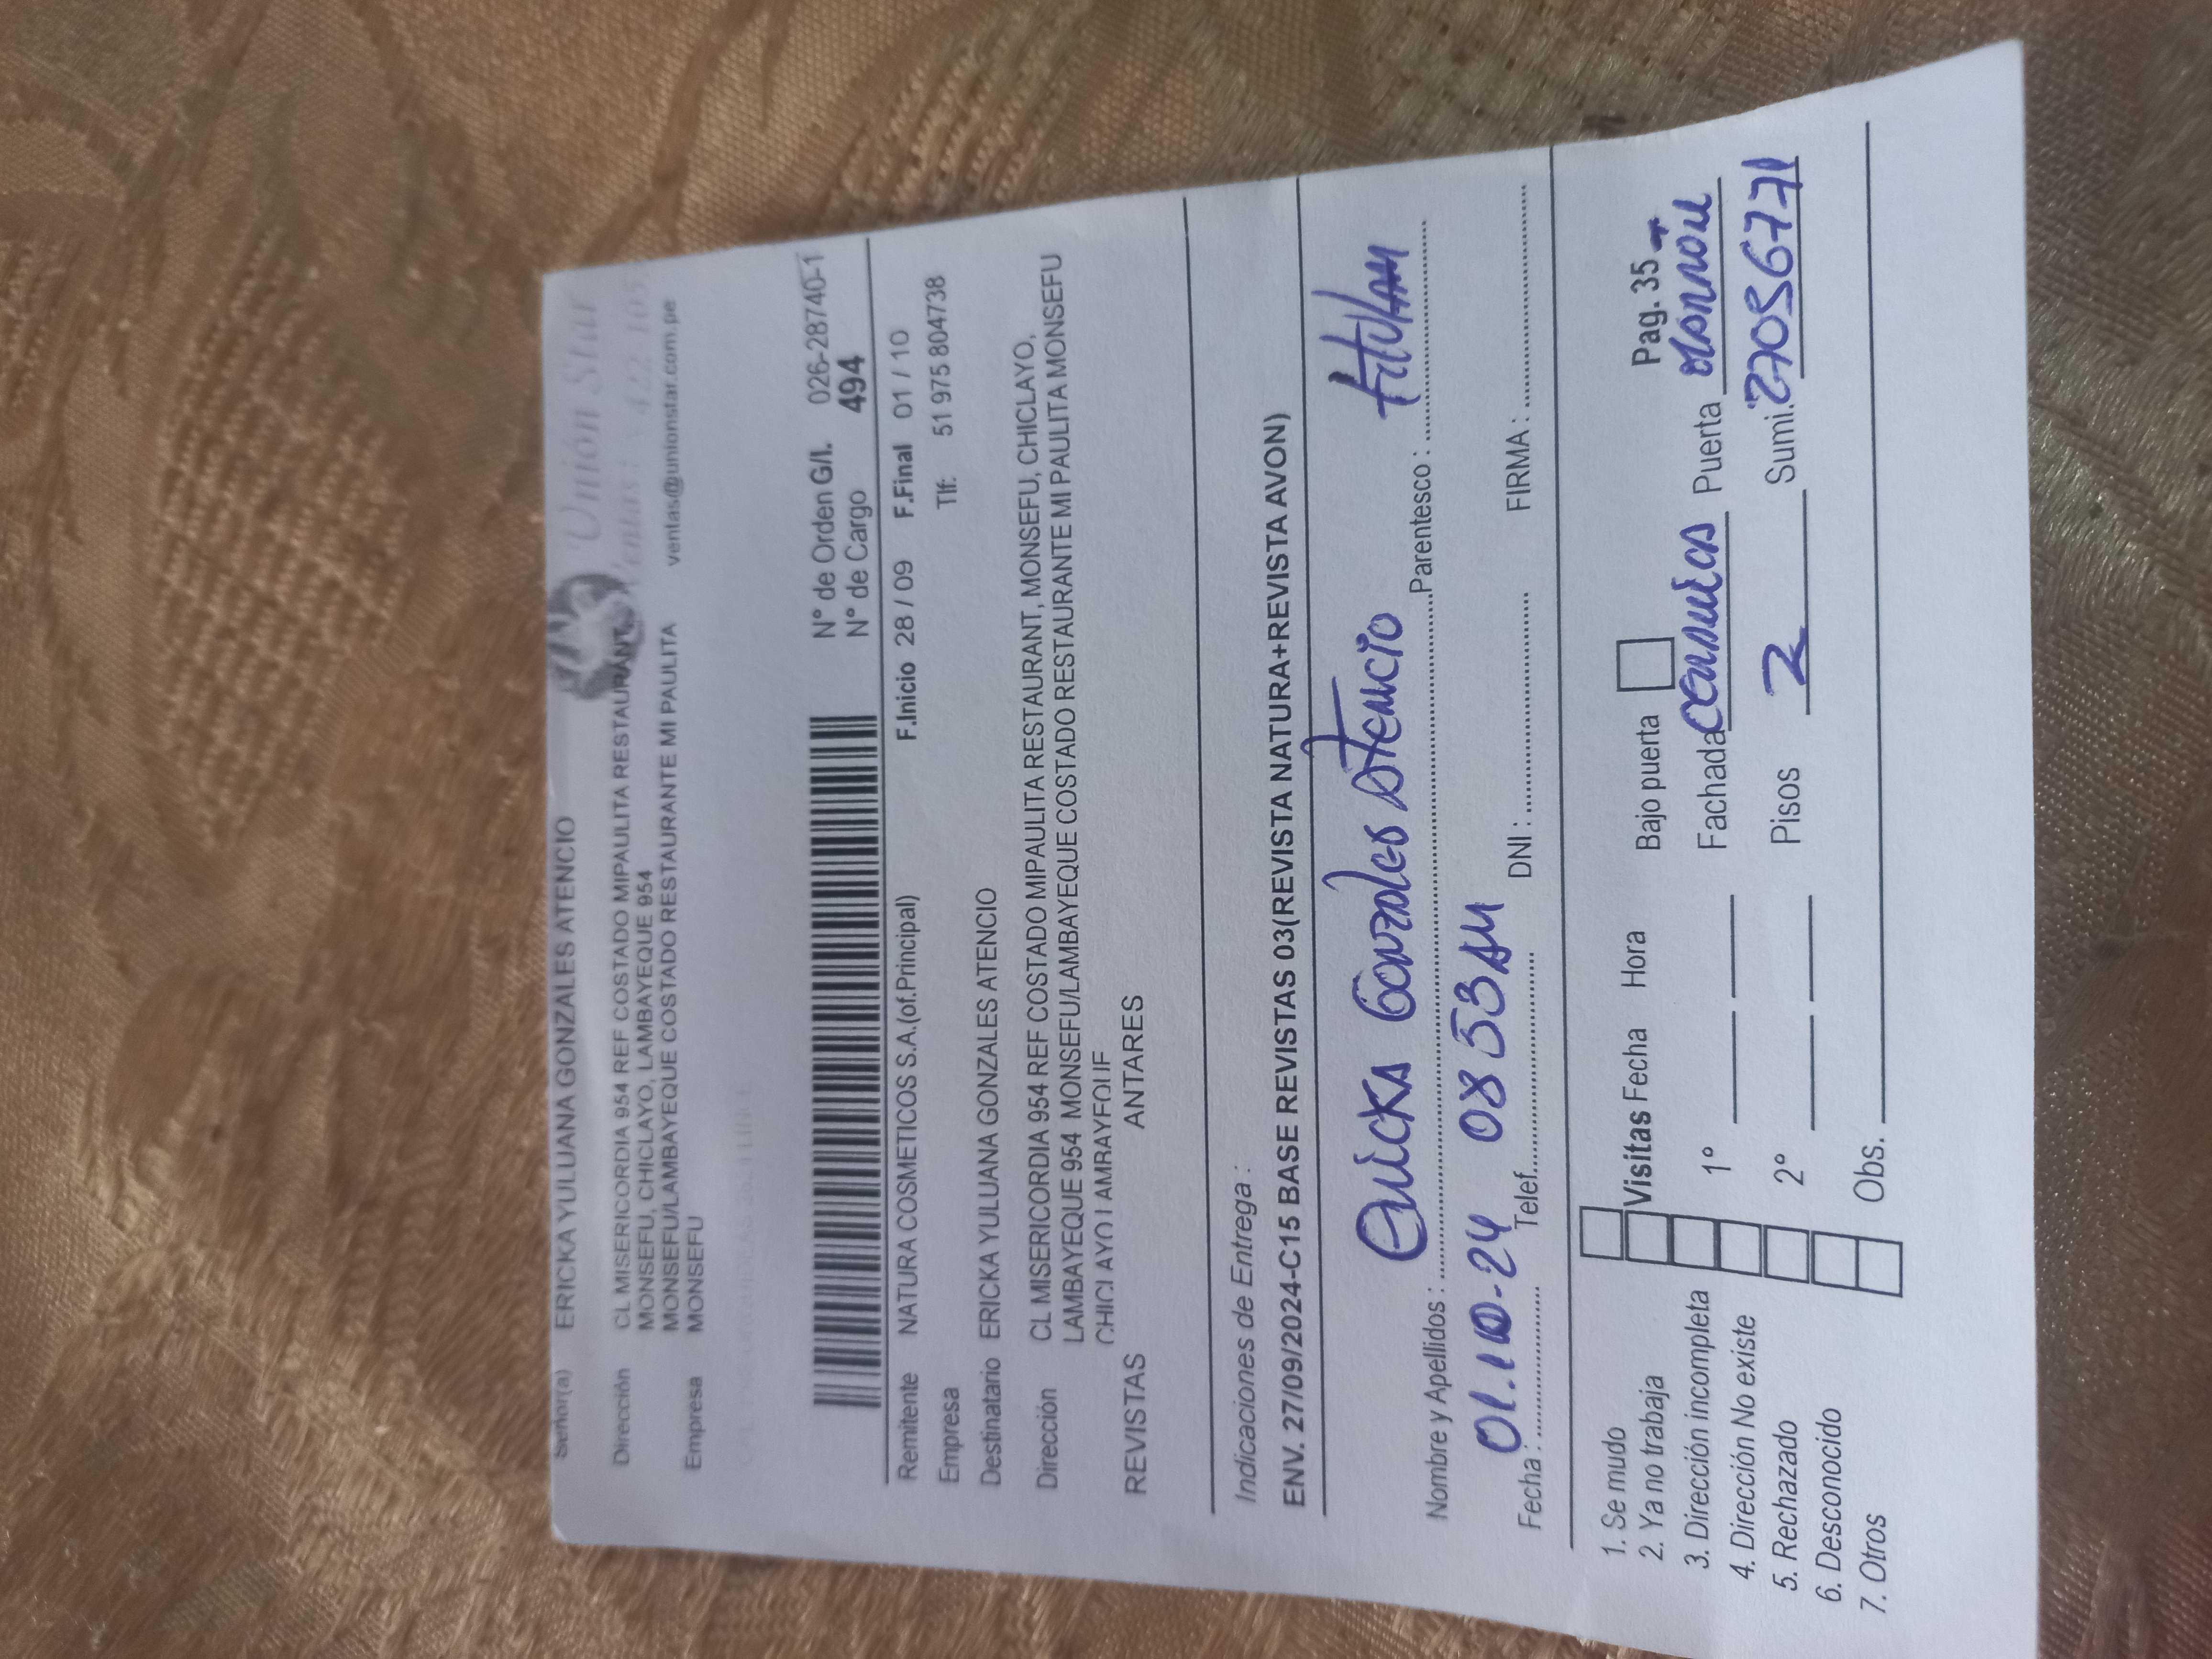 Unión Star
Señor(a) ERICKA YULUANA GONZALES ATENCIO
Dirección CL MISERICORDIA 954 REF COSTADO MIPAULITA RESTAURANT,
MONSEFU, CHICLAYO, LAMBAYEQUE 954
MONSEFU/LAMBAYEQUE COSTADO RESTAURANTE MI PAULITA
ventas@unionstar.com.pe
Empresa MONSEFU
N° de Orden G/I. 026-28740-1
N° de Cargo 494
Remitente NATURA COSMETICOS S.A.(of.Principal) F.Inicio 28 / 09 F.Final 01 / 10
Empresa Tlf: 51 975 804738
Destinatario ERICKA YULUANA GONZALES ATENCIO
Dirección CL MISERICORDIA 954 REF COSTADO MIPAULITA RESTAURANT, MONSEFU, CHICLAYO,
LAMBAYEQUE 954 MONSEFU/LAMBAYEQUE COSTADO RESTAURANTE MI PAULITA MONSEFU
REVISTAS ANTARES
Indicaciones de Entrega :
ENV. 27/09/2024-C15 BASE REVISTAS 03(REVISTA NATURA+REVISTA AVON)
Nombre y Apellidos : Ericka Gonzales Atencio Parentesco : titular
Fecha : 01.10-24 08 53 AM Telef. DNI : FIRMA :
1. Se mudo
2. Ya no trabaja
3. Dirección incompleta
4. Dirección No existe
5. Rechazado
6. Desconocido
7. Otros
Visitas Fecha Hora
1°
2°
Obs.
Bajo puerta Pag. 35
Fachada Puerta marron
Pisos 2 Sumi. 27056771